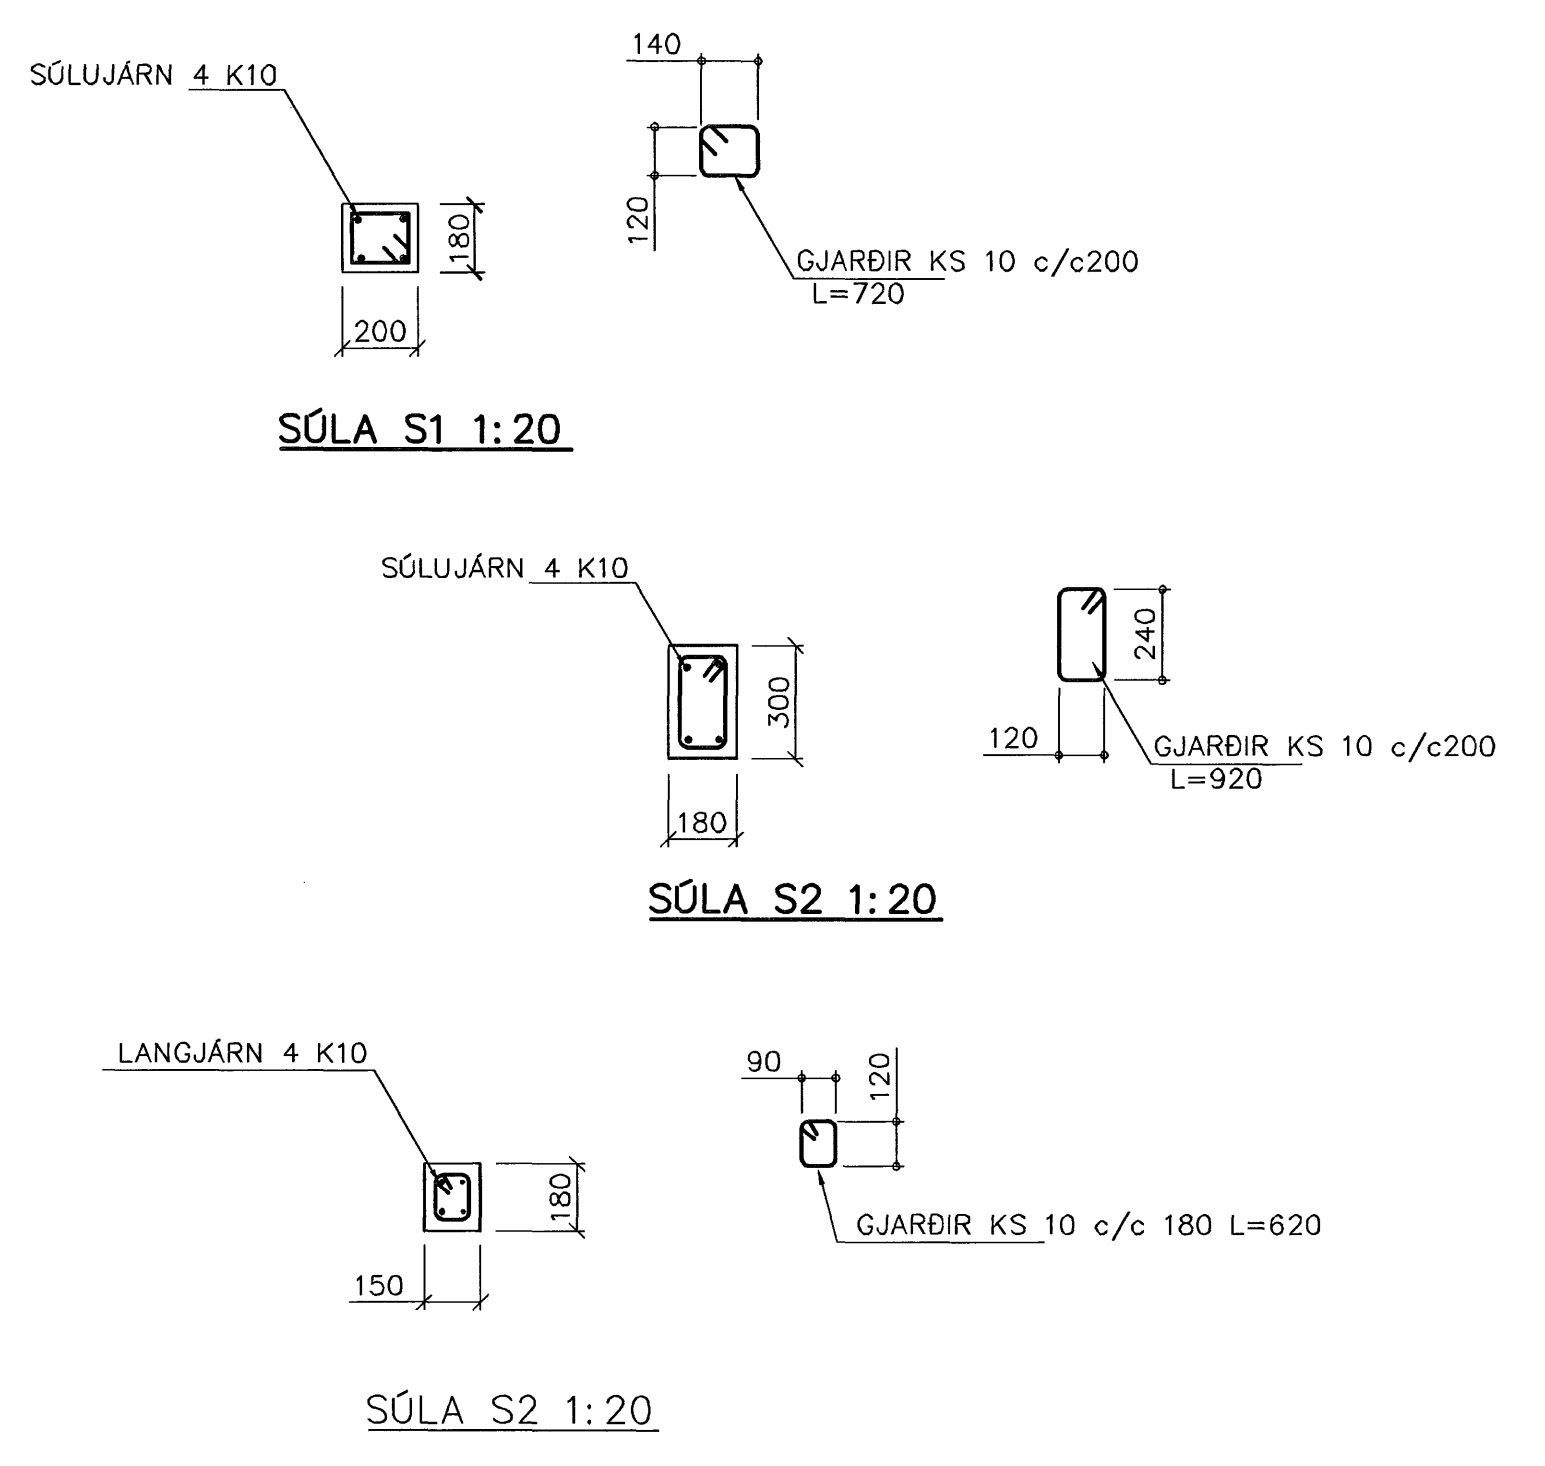 140
SÚLUJÁRN 4 K10
120
180
GJARÐIR KS 10 c/c200
L=720
200
SÚLA S1 1:20
SÚLUJÁRN 4 K10
240
300
120
GJARÐIR KS 10 c/c200
L=920
180
SÚLA S2 1:20
LANGJÁRN 4 K10
90
120
180
GJARÐIR KS 10 c/c 180 L=620
150
SÚLA S2 1:20